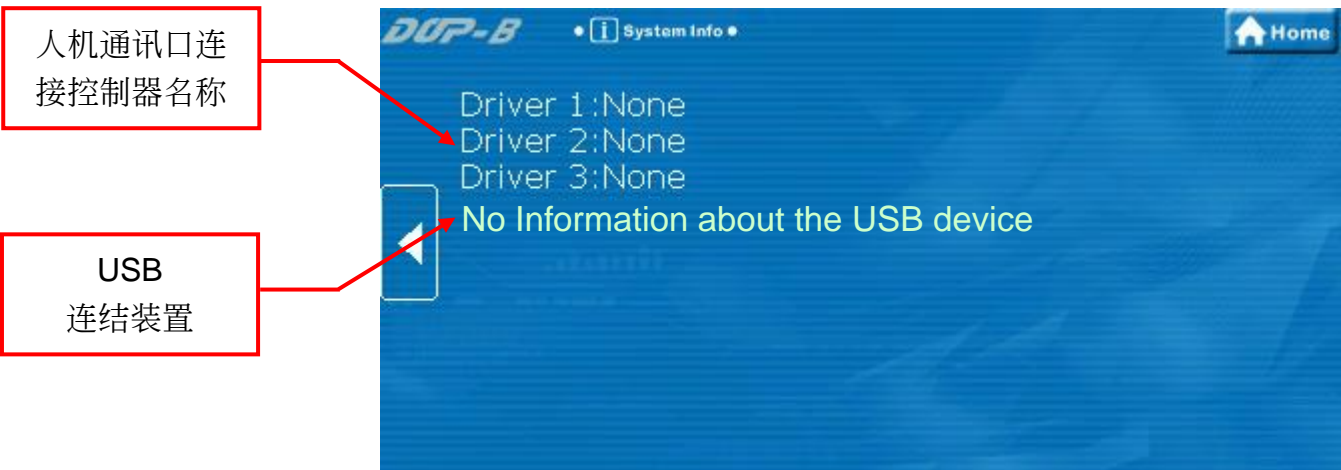 人机通讯口连
接控制器名称
DOP-B
• i System Info •
Home
Driver 1:None
Driver 2:None
Driver 3:None
No Information about the USB device
USB
连结装置